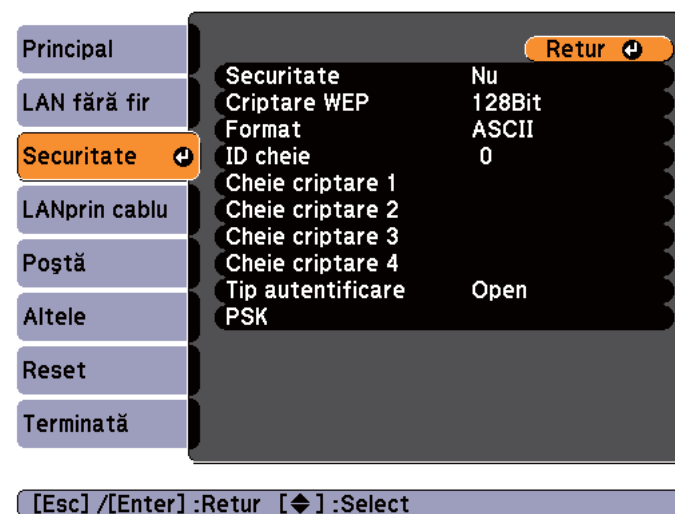 Principal
LAN fără fir
Securitate
LANprin cablu
Poştă
Altele
Reset
Terminată
Retur
Securitate Nu
Criptare WEP 128Bit
Format ASCII
ID cheie 0
Cheie criptare 1
Cheie criptare 2
Cheie criptare 3
Cheie criptare 4
Tip autentificare Open
PSK
[Esc] /[Enter] :Retur [◆] :Select